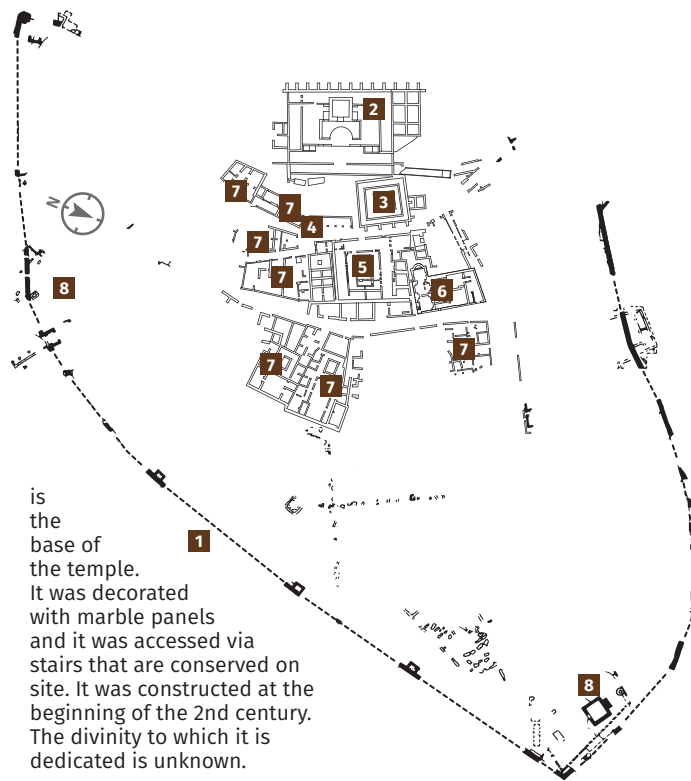 2
7
7
3
4
N
7
5
7
6
8
7
7
7
is
the
base of
the temple.
1
It was decorated
with marble panels
and it was accessed via
stairs that are conserved on
site. It was constructed at the
8
beginning of the 2nd century.
The divinity to which it is
dedicated is unknown.